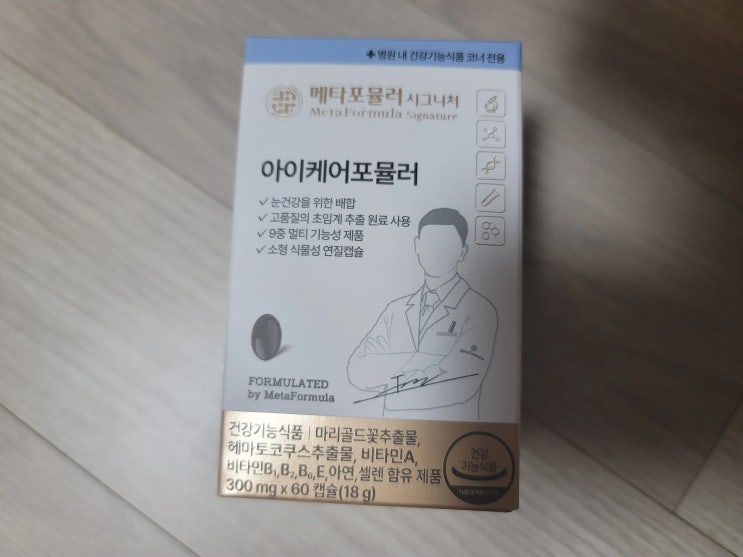 병원 내 건강기능식품 코너 전용
메타포뮬러 시그니처
MetaFormula Signature
아이케어포뮬러
✓ 눈건강을 위한 배합
✓ 고품질의 초임계 추출 원료 사용
✓ 9중 멀티 기능성 제품
✓ 소형 식물성 연질캡슐
MetaFormula
FORMULATED
by MetaFormula
건강기능식품 | 마리골드꽃추출물,
헤마토코쿠스추출물, 비타민A,
비타민B₁,B₂,B₆,E,아연,셀렌 함유 제품
300 mg x 60 캡슐(18 g)
건강
기능식품